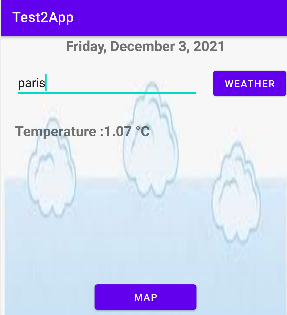 Test2App
Friday, December 3, 2021
paris
WEATHER
Temperature :1.07 °C
MAP